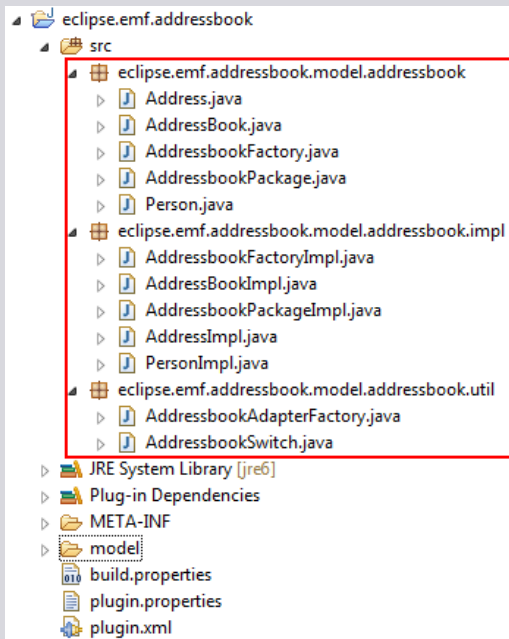 eclipse.emf.addressbook
src
eclipse.emf.addressbook.model.addressbook
Address.java
AddressBook.java
AddressbookFactory.java
AddressbookPackage.java
Person.java
eclipse.emf.addressbook.model.addressbook.impl
AddressbookFactoryImpl.java
AddressBookImpl.java
AddressbookPackageImpl.java
AddressImpl.java
PersonImpl.java
eclipse.emf.addressbook.model.addressbook.util
AddressbookAdapterFactory.java
AddressbookSwitch.java
JRE System Library [jre6]
Plug-in Dependencies
META-INF
model
build.properties
plugin.properties
plugin.xml